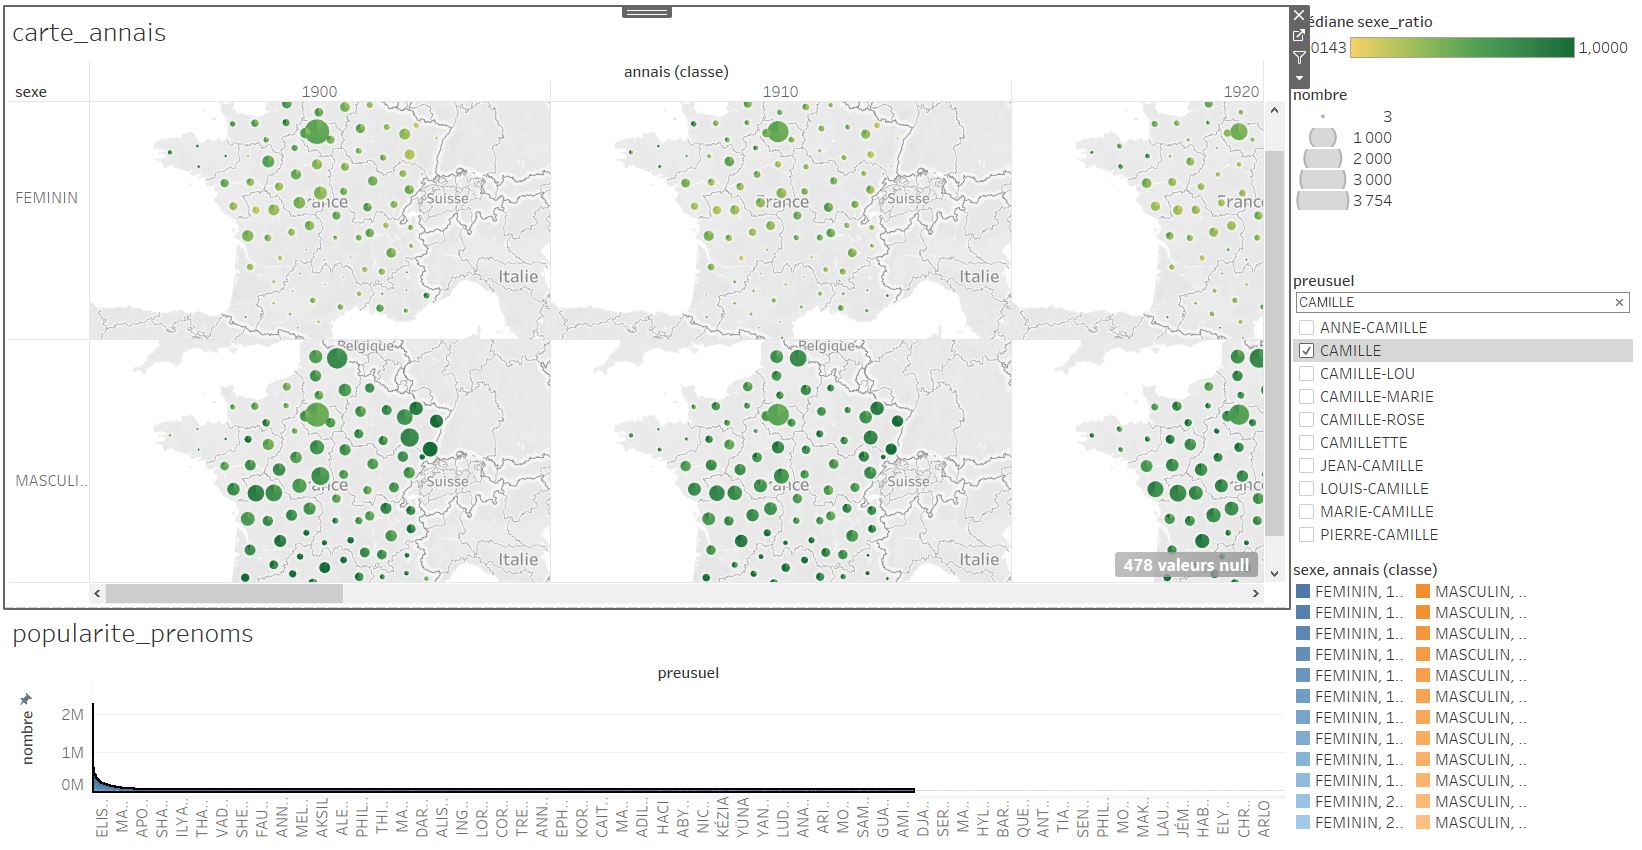 carte_annais
annais (classe)
sexe
1900
1910
1920
FEMININ
France
Suisse
Italie
France
Suisse
Italie
France
MASCULI..
Belgique
Suisse
Italie
Belgique
Suisse
Italie
478 valeurs null
popularite_prenoms
preusuel
nombre
2M
1M
0M
ELIS..
MA..
APO..
SHA..
ILYA..
THA..
VAD..
SHE..
FAU..
ANN..
MEL..
AKSIL
ALE..
PHIL..
THI..
MA..
DAR..
ALIS..
ING..
LOR..
COR..
TRE..
ANN..
EPH..
KOR..
CAIT..
MA..
ADIL..
HACI
ABY..
NIC..
KÉZIA
YÜNA
YAN..
LUD..
ANA..
ARI..
MO..
SAM..
GUA..
AMI..
DJA..
SER..
MA..
HYL..
BAR..
QUE..
ANT..
TIA..
SEN..
PHIL..
MO..
MAK..
LAU..
JÉM..
HAB..
ELY..
CHR..
ARLO
édiane sexe_ratio
0143 1,0000
nombre
3
1 000
2 000
3 000
3 754
preusuel
CAMILLE
ANNE-CAMILLE
CAMILLE
CAMILLE-LOU
CAMILLE-MARIE
CAMILLE-ROSE
CAMILLETTE
JEAN-CAMILLE
LOUIS-CAMILLE
MARIE-CAMILLE
PIERRE-CAMILLE
sexe, annais (classe)
FEMININ, 1.. MASCULIN, ..
FEMININ, 1.. MASCULIN, ..
FEMININ, 1.. MASCULIN, ..
FEMININ, 1.. MASCULIN, ..
FEMININ, 1.. MASCULIN, ..
FEMININ, 1.. MASCULIN, ..
FEMININ, 1.. MASCULIN, ..
FEMININ, 1.. MASCULIN, ..
FEMININ, 1.. MASCULIN, ..
FEMININ, 1.. MASCULIN, ..
FEMININ, 2.. MASCULIN, ..
FEMININ, 2.. MASCULIN, ..